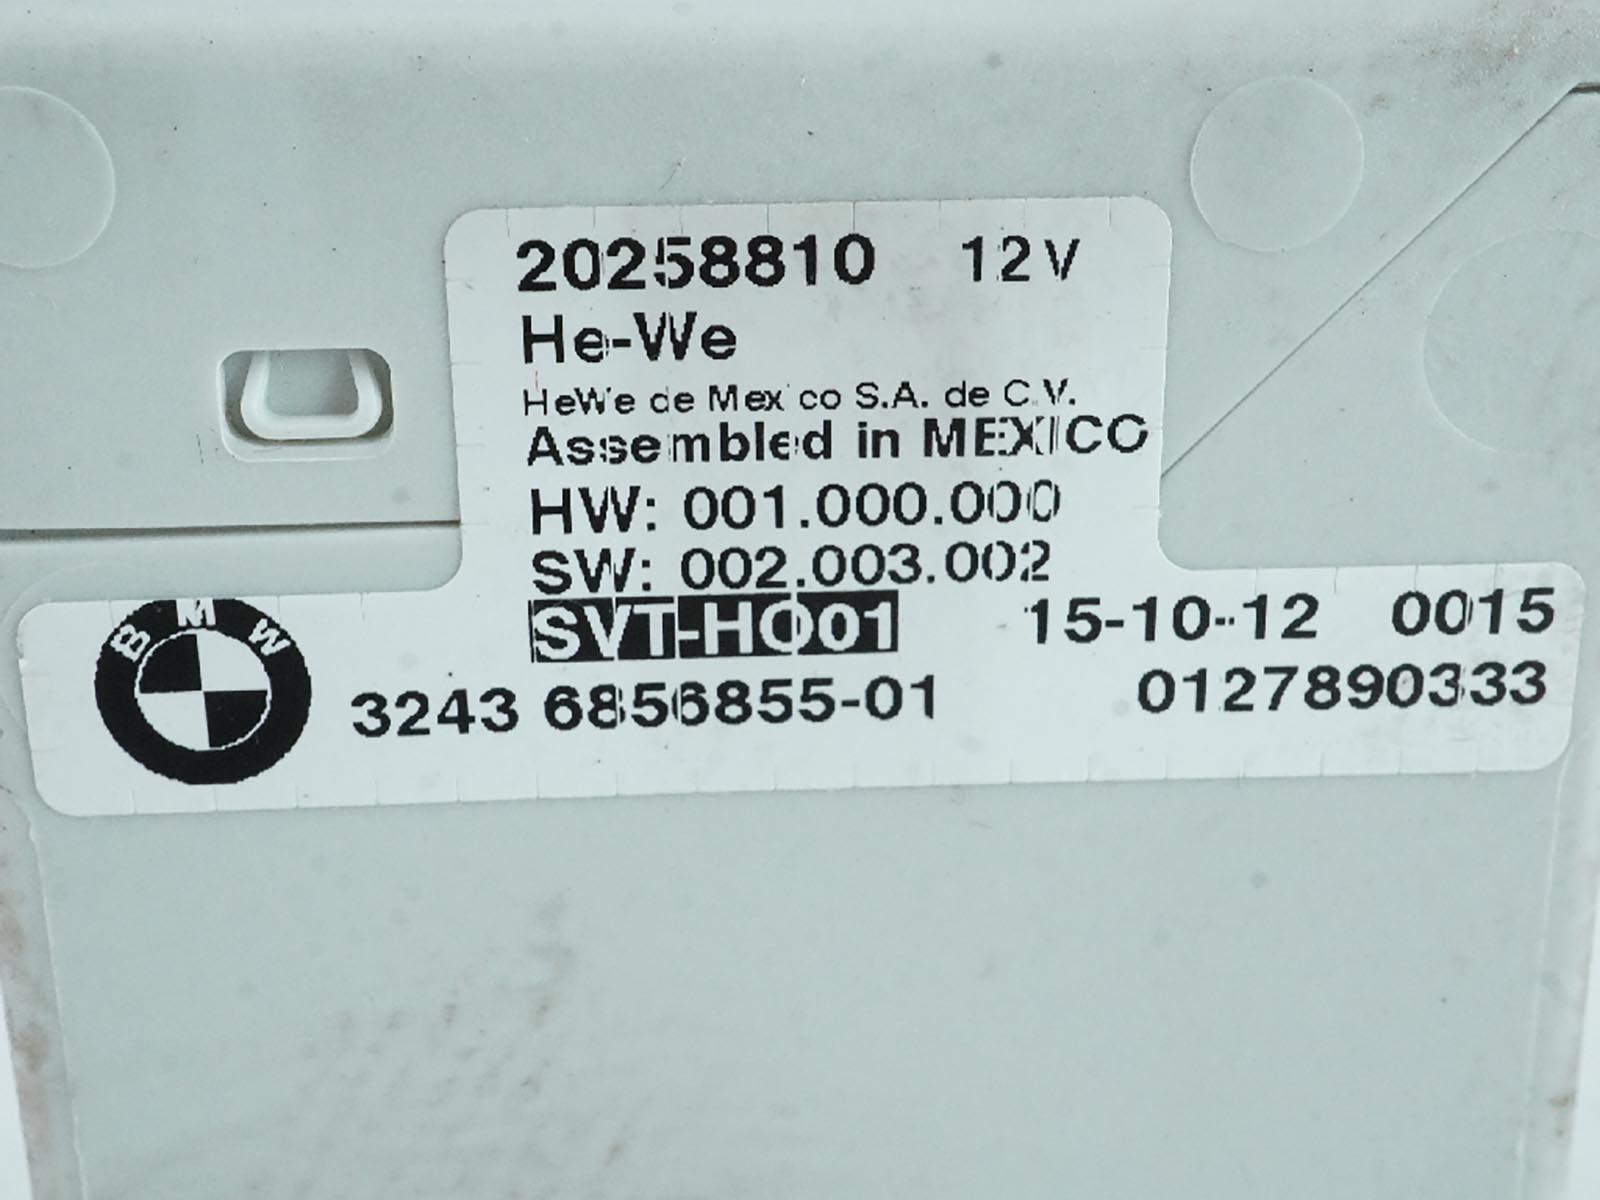 20258810 12V
He-We
HeWe de Mexico S.A. de C.V.
Assembled in MEXICO
HW: 001.000.000
SW: 002.003.002
SVT-HO01 15-10-12 0015
BMW 3243 6856855-01 0127890333